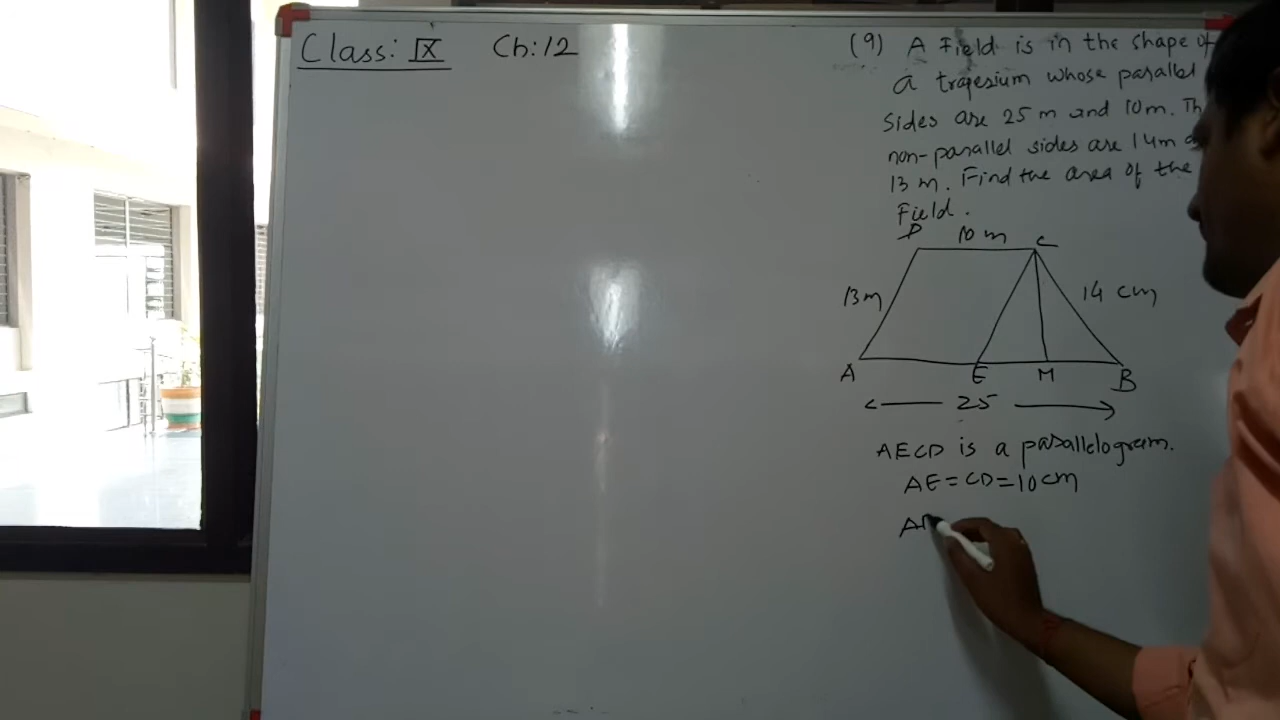 Class: IX Ch:12
(9) A Field is in the shape of
a trapezium whose parallel
sides are 25 m and 10m.
non-parallel sides are 14m
13 m. Find the area of the
Field.
D 10 m C
13m 14 cm
A E M B
25
AECD is a parallelogram.
AE = CD = 10 cm